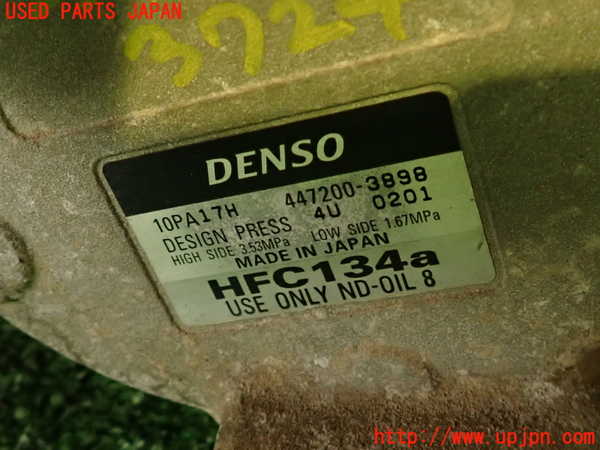 USED PARTS JAPAN
3724
DENSO
10PA17H 447200-3898
DESIGN PRESS 4U 0201
HIGH SIDE 3.53MPa LOW SIDE 1.67MPa
MADE IN JAPAN
HFC134a
USE ONLY ND-OIL 8
http://www.upjpn.com/